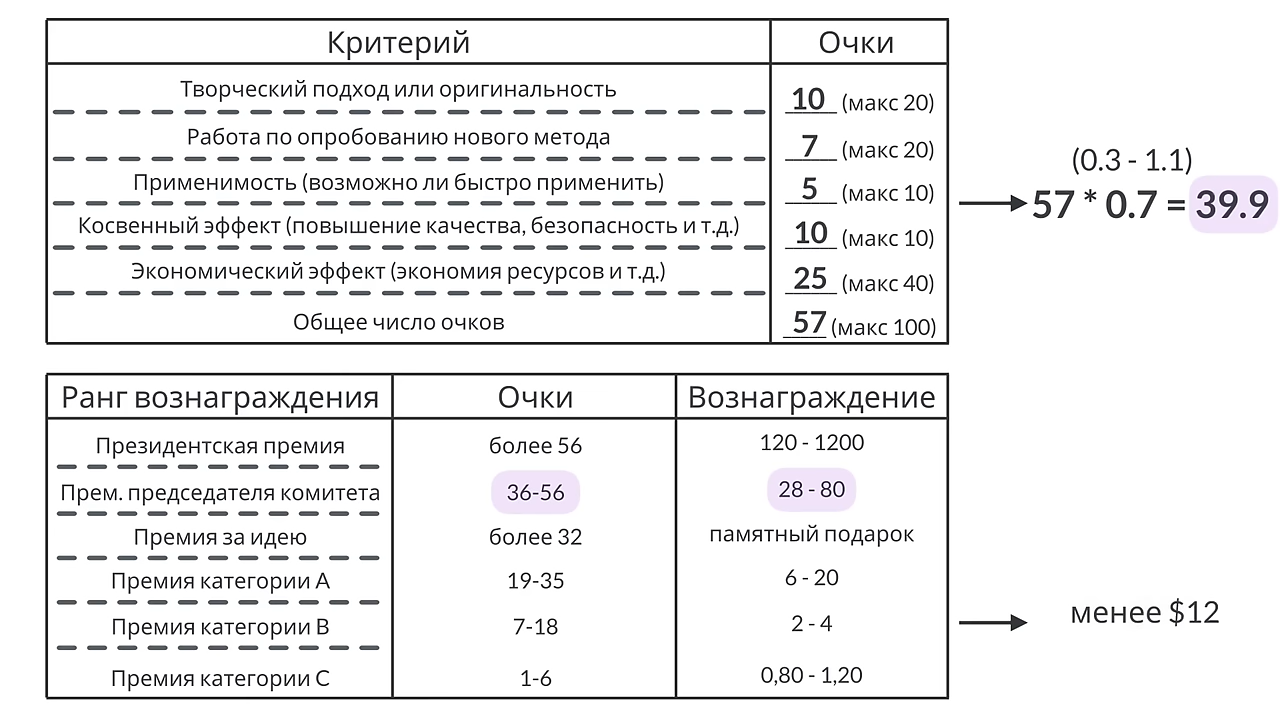 Критерий Очки
Творческий подход или оригинальность 10 (макс 20)
Работа по опробованию нового метода 7 (макс 20)
Применимость (возможно ли быстро применить) 5 (макс 10)
Косвенный эффект (повышение качества, безопасность и т.д.) 10 (макс 10)
Экономический эффект (экономия ресурсов и т.д.) 25 (макс 40)
Общее число очков 57 (макс 100)
(0.3 - 1.1)
57 * 0.7 = 39.9
Ранг вознаграждения Очки Вознаграждение
Президентская премия более 56 120 - 1200
Прем. председателя комитета 36-56 28 - 80
Премия за идею более 32 памятный подарок
Премия категории А 19-35 6 - 20
Премия категории В 7-18 2 - 4
Премия категории С 1-6 0,80 - 1,20
менее $12